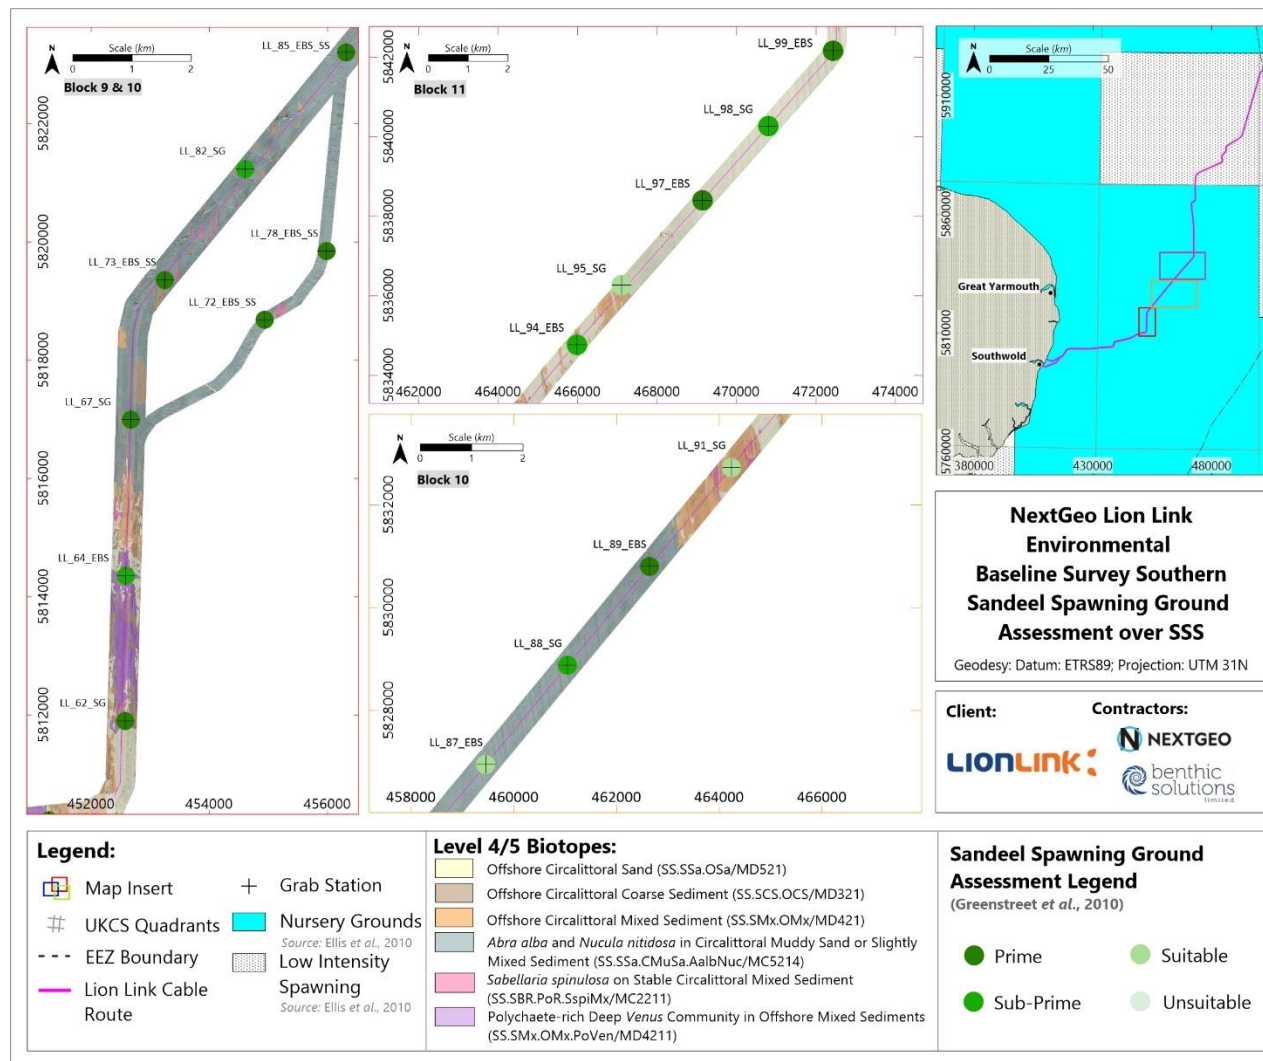 N
Scale (km)
0 1 2
Block 9 & 10
LL_85_EBS_SS
LL_82_SG
LL_78_EBS_SS
LL_73_EBS_SS
LL_72_EBS_SS
LL_67_SG
LL_64_EBS
LL_62_SG
5822000
5820000
5818000
5816000
5814000
5812000
452000 454000 456000
N
Scale (km)
0 1 2
Block 11
LL_99_EBS
LL_98_SG
LL_97_EBS
LL_95_SG
LL_94_EBS
5842000
5840000
5838000
5836000
5834000
462000 464000 466000 468000 470000 472000 474000
N
Scale (km)
0 1 2
Block 10
LL_91_SG
LL_89_EBS
LL_88_SG
LL_87_EBS
5832000
5830000
5828000
458000 460000 462000 464000 466000
N
Scale (km)
0 25 50
Great Yarmouth
Southwold
5910000
5860000
5810000
5760000
380000 430000 480000
NextGeo Lion Link
Environmental
Baseline Survey Southern
Sandeel Spawning Ground
Assessment over SSS
Geodesy: Datum: ETRS89; Projection: UTM 31N
Client:
LIONLINK
Contractors:
N NEXTGEO
benthic
solutions
limited
Legend:
Map Insert
UKCS Quadrants
EEZ Boundary
Lion Link Cable
Route
Grab Station
Nursery Grounds
Source: Ellis et al., 2010
Low Intensity
Spawning
Source: Ellis et al., 2010
Level 4/5 Biotopes:
Offshore Circalittoral Sand (SS.SSa.OSa/MD521)
Offshore Circalittoral Coarse Sediment (SS.SCS.OCS/MD321)
Offshore Circalittoral Mixed Sediment (SS.SMx.OMx/MD421)
Abra alba and Nucula nitidosa in Circalittoral Muddy Sand or Slightly
Mixed Sediment (SS.SSa.CMuSa.AalbNuc/MC5214)
Sabellaria spinulosa on Stable Circalittoral Mixed Sediment
(SS.SBR.PoR.SspiMx/MC2211)
Polychaete-rich Deep Venus Community in Offshore Mixed Sediments
(SS.SMx.OMx.PoVen/MD4211)
Sandeel Spawning Ground
Assessment Legend
(Greenstreet et al., 2010)
Prime
Suitable
Sub-Prime
Unsuitable